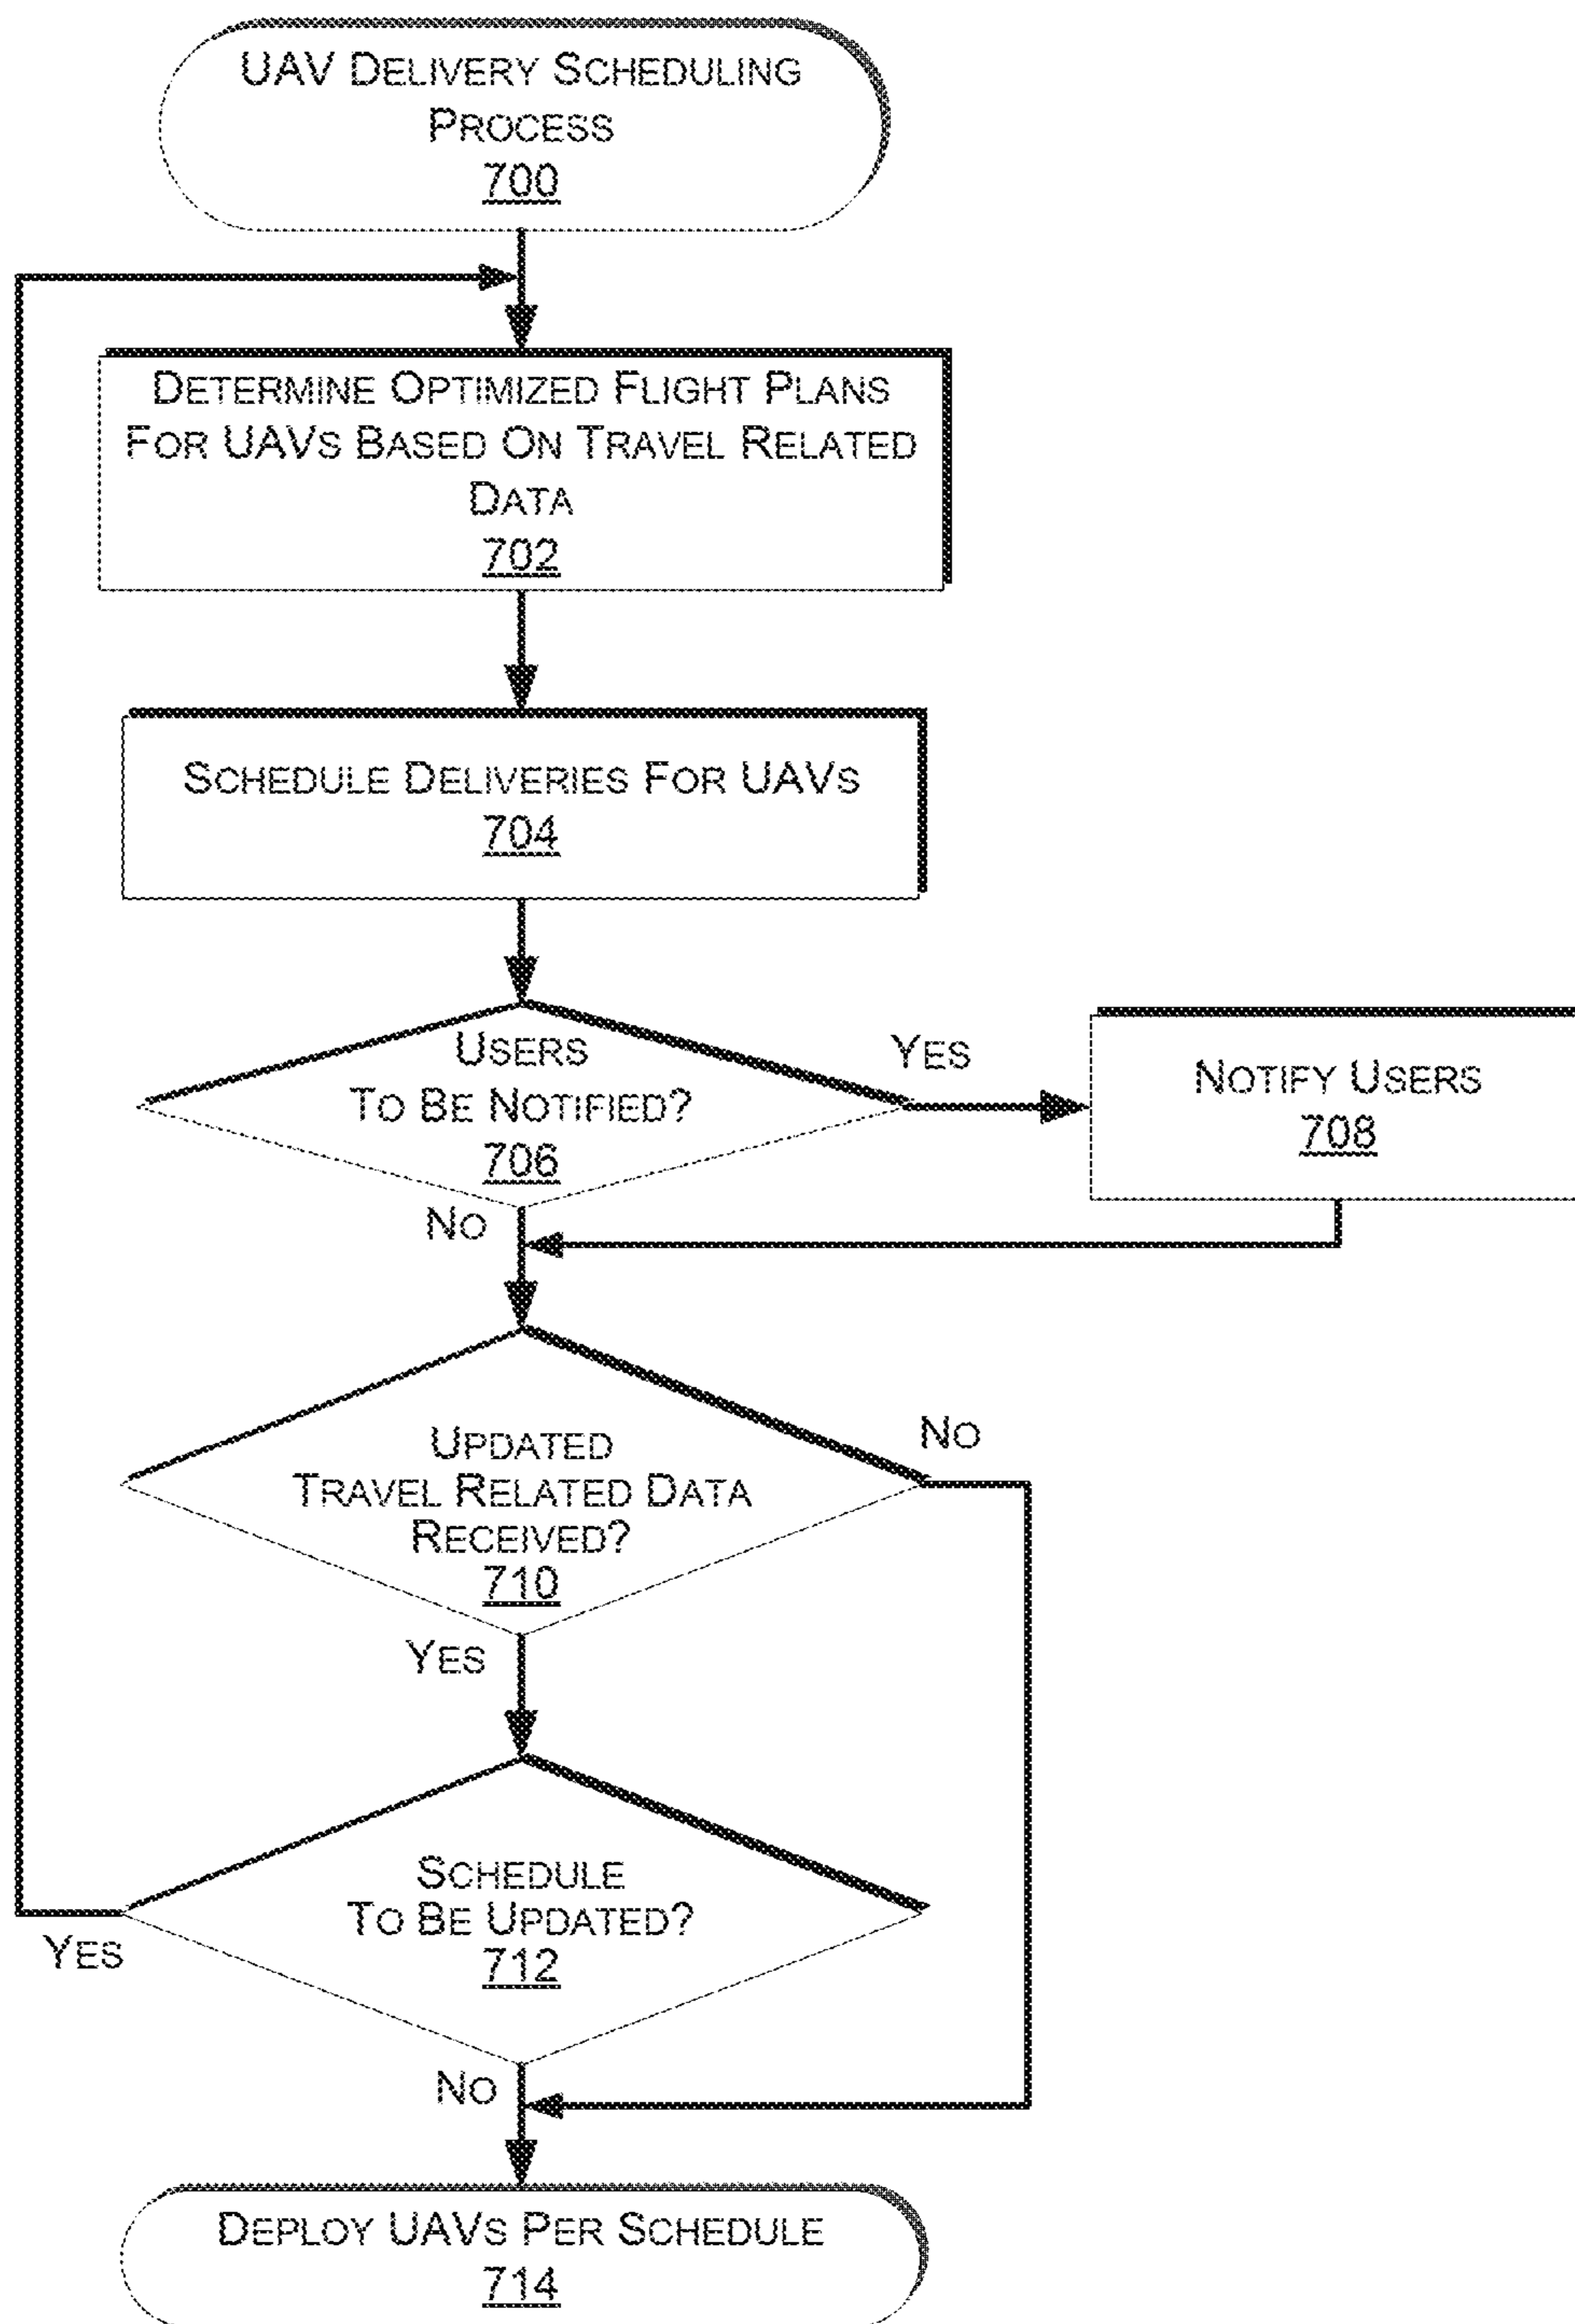 UAV DELIVERY SCHEDULING
PROCESS
700
DETERMINE OPTIMIZED FLIGHT PLANS
FOR UAVS BASED ON TRAVEL RELATED
DATA
702
SCHEDULE DELIVERIES FOR UAVS
704
USERS
TO BE NOTIFIED?
706
YES
NOTIFY USERS
708
NO
UPDATED
TRAVEL RELATED DATA
RECEIVED?
710
NO
YES
SCHEDULE
TO BE UPDATED?
712
YES
NO
DEPLOY UAVS PER SCHEDULE
714